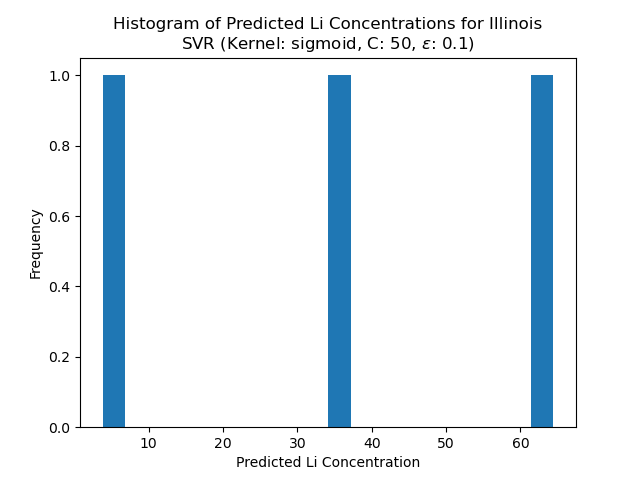 Histogram of Predicted Li Concentrations for Illinois
SVR (Kernel: sigmoid, C: 50, ε: 0.1)
1.0
0.8
0.6
0.4
0.2
0.0
Frequency
10 20 30 40 50 60
Predicted Li Concentration